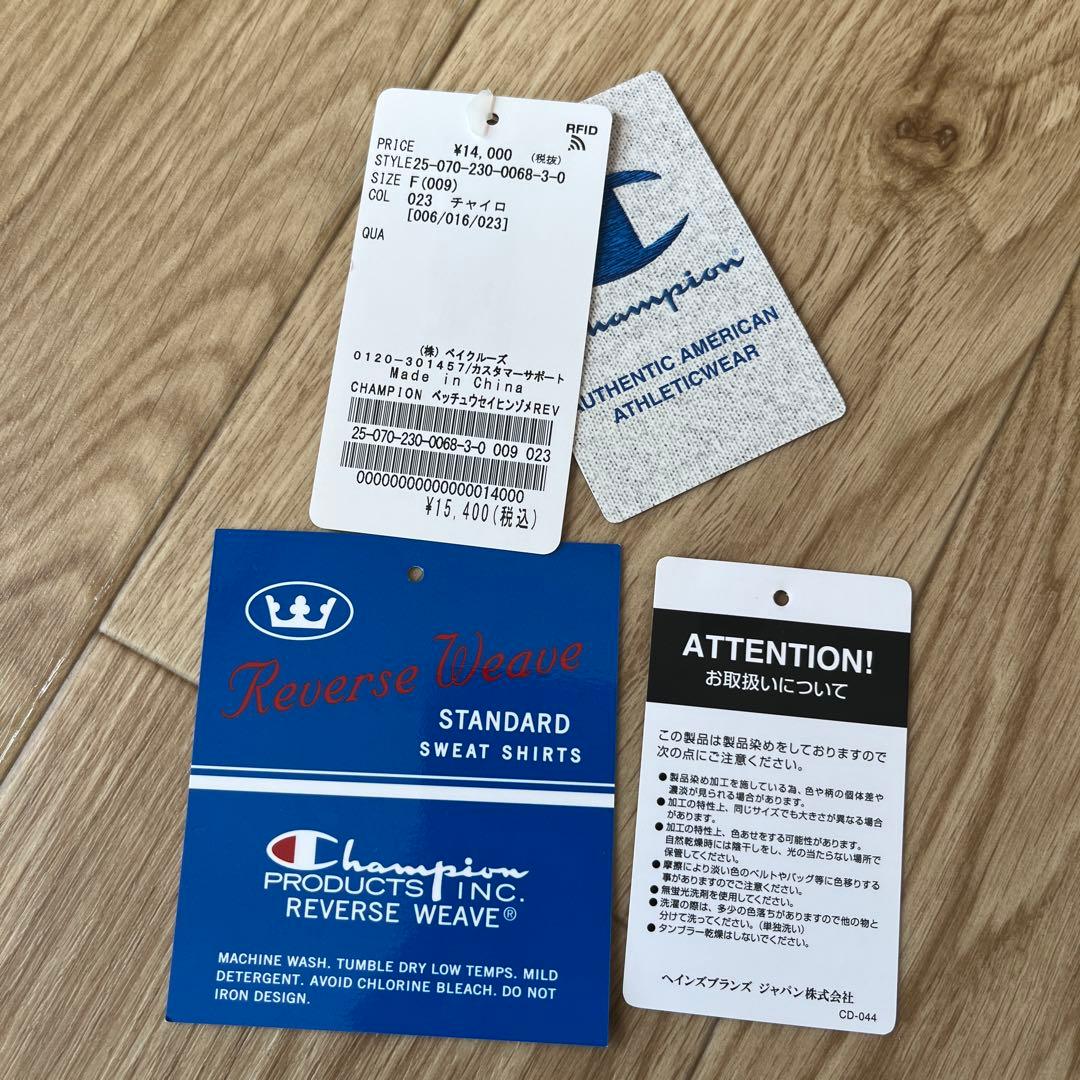 RFID
PRICE ¥14,000 (税抜)
STYLE25-070-230-0068-3-0
SIZE F(009)
COL 023 チャイロ
[006/016/023]
QUA
(株)ベイクルーズ
0120-301457/カスタマーサポート
Made in China
CHAMPION ベッチュウセイヒンゾメREV
25-070-230-0068-3-0 009 023
00000000000000014000
¥15,400(税込)
Champion
AUTHENTIC AMERICAN
ATHLETICWEAR
Reverse Weave
STANDARD
SWEAT SHIRTS
Champion
PRODUCTS INC.
REVERSE WEAVE®
MACHINE WASH. TUMBLE DRY LOW TEMPS. MILD
DETERGENT. AVOID CHLORINE BLEACH. DO NOT
IRON DESIGN.
ATTENTION!
お取扱いについて
この製品は製品染めをしておりますので
次の点にご注意ください。
●製品染め加工を施している為、色や柄の個体差や
濃淡が見られる場合があります。
●加工の特性上、同じサイズでも大きさが異なる場合
があります。
●加工の特性上、色あせをする可能性があります。
自然乾燥時には陰干しをし、光の当たらない場所で
保管してください。
●摩擦により淡い色のベルトやバッグ等に色移りする
事がありますのでご注意ください。
●無蛍光洗剤を使用してください。
●洗濯の際は、多少の色落ちがありますので他の物と
分けて洗ってください。(単独洗い)
●タンブラー乾燥はしないでください。
ヘインズブランズ ジャパン株式会社
CD-044